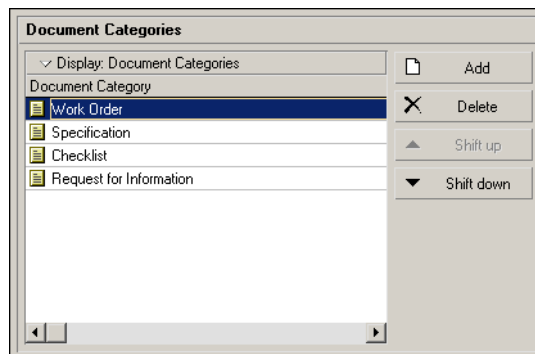 Document Categories
Display: Document Categories
Document Category
Work Order
Specification
Checklist
Request for Information
Add
Delete
Shift up
Shift down